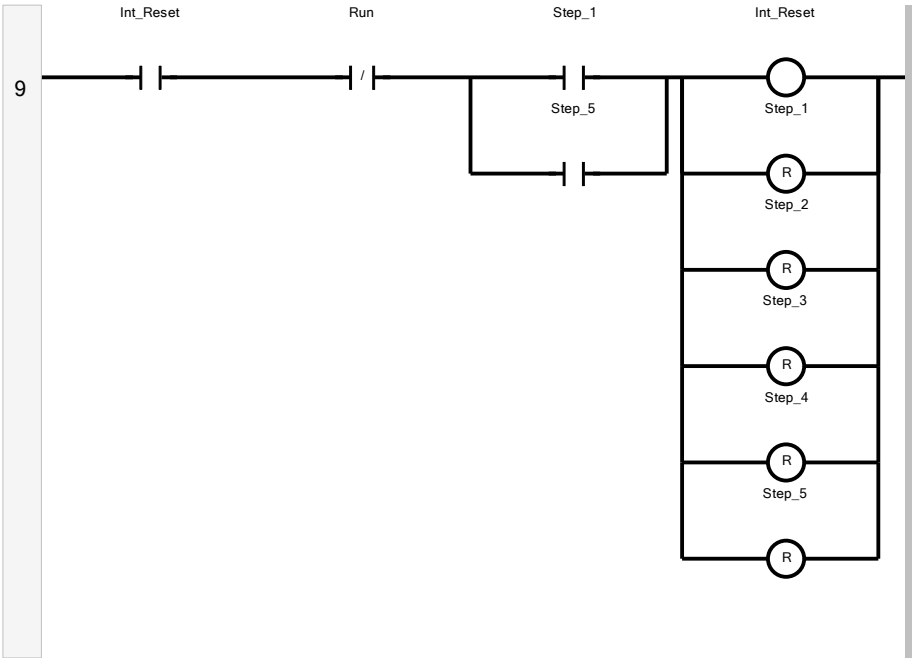 Int_Reset Run Step_1 Int_Reset
9
/
Step_5 Step_1
R
Step_2
R
Step_3
R
Step_4
R
Step_5
R